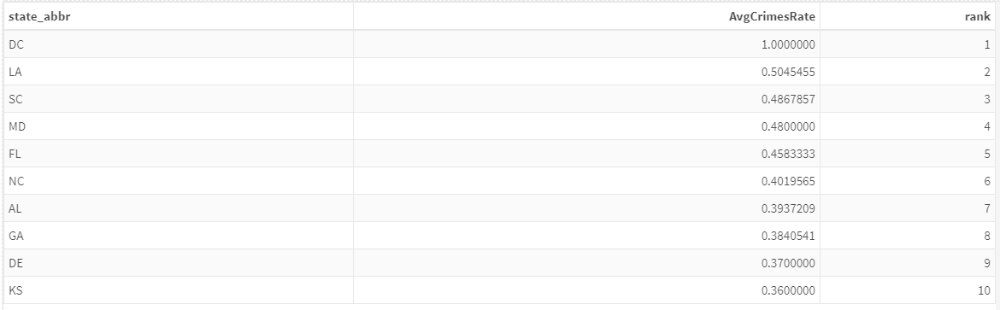 state_abbr AvgCrimesRate rank
DC 1.0000000 1
LA 0.5045455 2
SC 0.4867857 3
MD 0.4800000 4
FL 0.4583333 5
NC 0.4019565 6
AL 0.3937209 7
GA 0.3840541 8
DE 0.3700000 9
KS 0.3600000 10